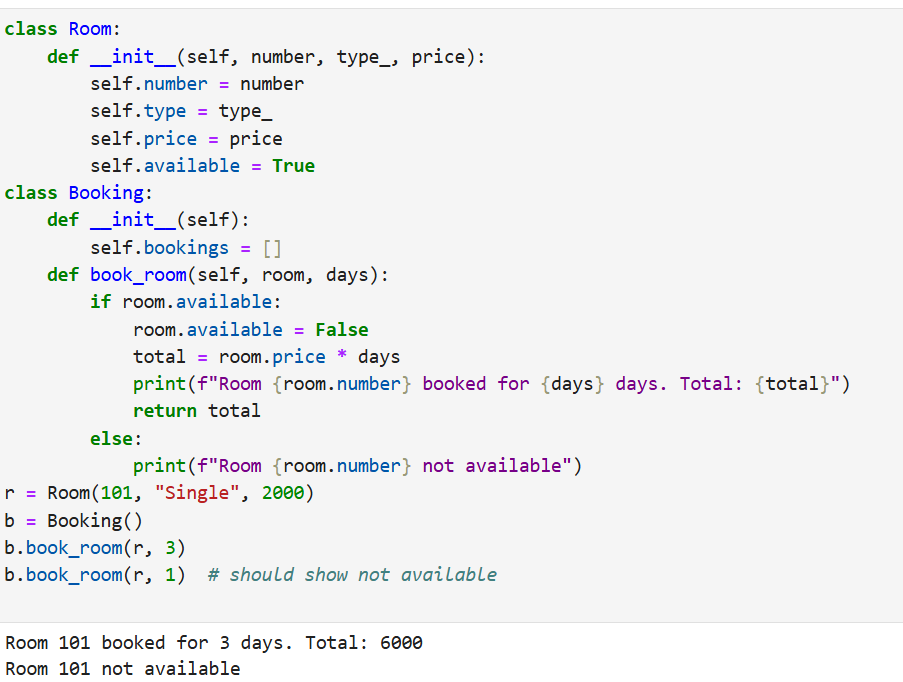 class Room:
    def __init__(self, number, type_, price):
        self.number = number
        self.type = type_
        self.price = price
        self.available = True
class Booking:
    def __init__(self):
        self.bookings = []
    def book_room(self, room, days):
        if room.available:
            room.available = False
            total = room.price * days
            print(f"Room {room.number} booked for {days} days. Total: {total}")
            return total
        else:
            print(f"Room {room.number} not available")
r = Room(101, "Single", 2000)
b = Booking()
b.book_room(r, 3)
b.book_room(r, 1)  # should show not available
Room 101 booked for 3 days. Total: 6000
Room 101 not available